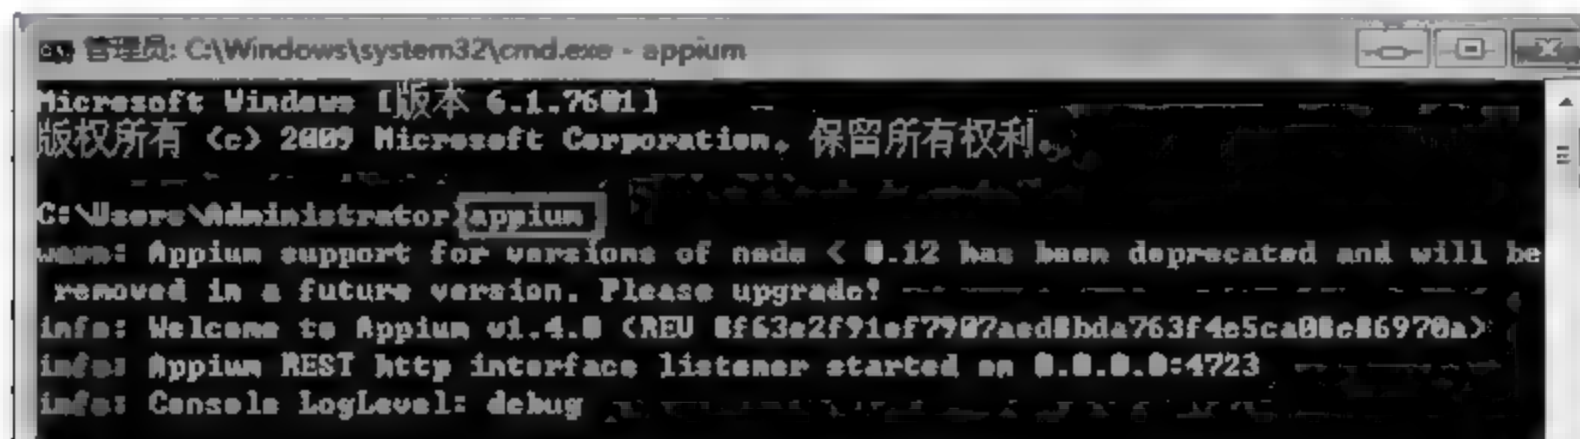 管理员: C:\Windows\system32\cmd.exe - appium
Microsoft Windows [版本 6.1.7601]
版权所有 (c) 2009 Microsoft Corporation。保留所有权利。
C:\Users\Administrator>appium
warn: Appium support for versions of node < 0.12 has been deprecated and will be
removed in a future version. Please upgrade!
info: Welcome to Appium v1.4.0 (REV
info: Appium REST http interface listener started on 0.0.0.0:4723
info: Console LogLevel: debug